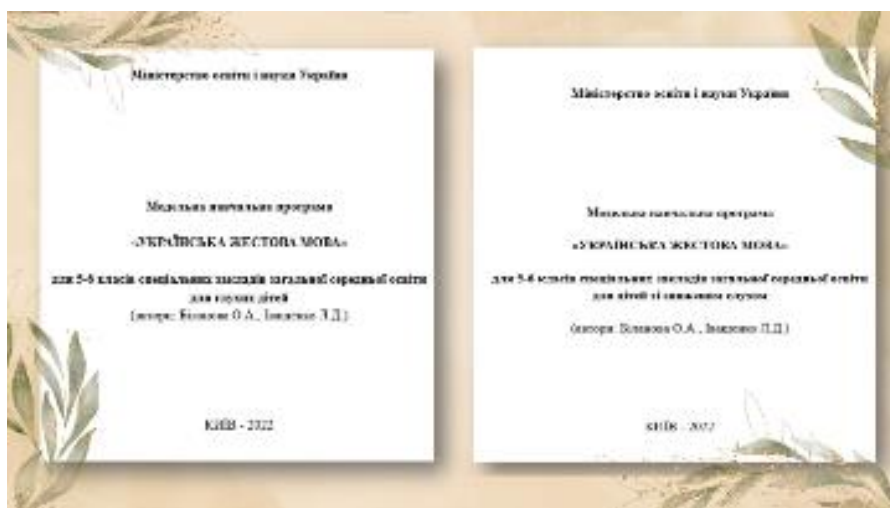 Міністерство освіти і науки України
Модельна навчальна програма
«УКРАЇНСЬКА ЖЕСТОВА МОВА»
для 5-6 класів спеціальних закладів загальної середньої освіти
для глухих дітей
(автори: Біланова О.А., Іващенко Л.Д.)
КИЇВ - 2022
Міністерство освіти і науки України
Модельна навчальна програма
«УКРАЇНСЬКА ЖЕСТОВА МОВА»
для 5-6 класів спеціальних закладів загальної середньої освіти
для дітей зі зниженим слухом
(автори: Біланова О.А., Іващенко Л.Д.)
КИЇВ - 2022